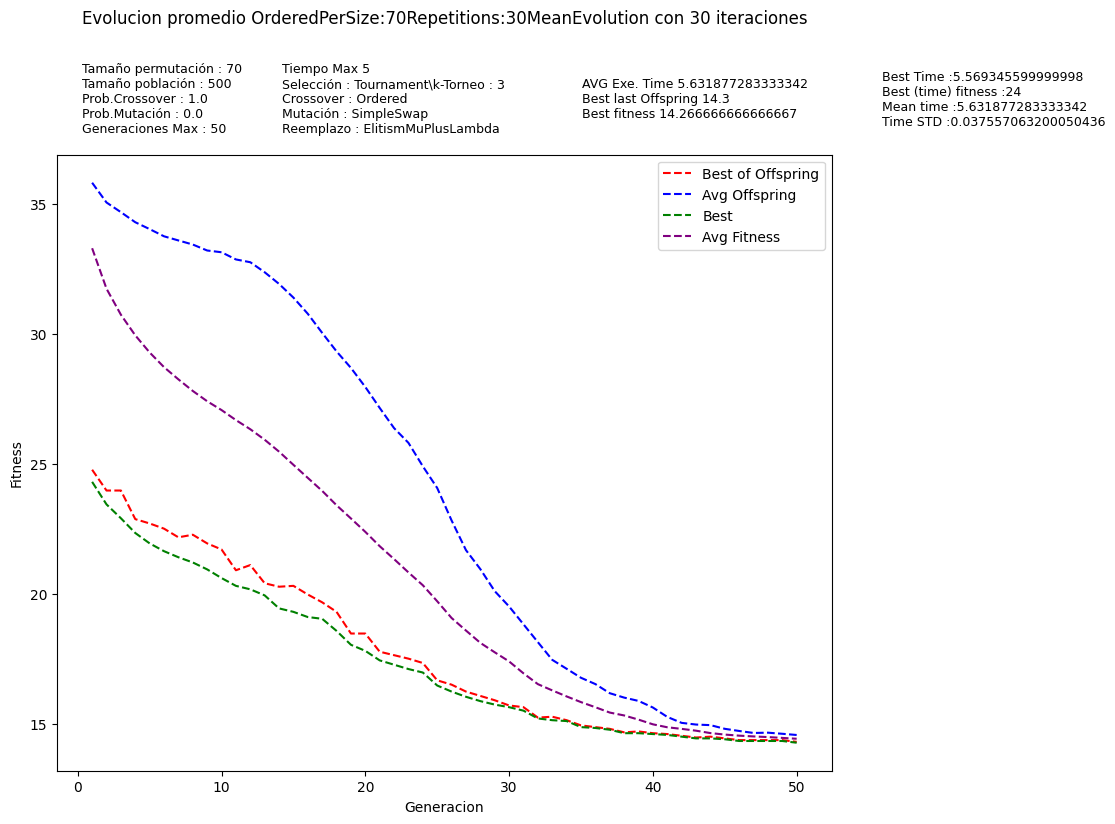 Evolucion promedio OrderedPerSize:70Repetitions:30MeanEvolution con 30 iteraciones
Tamaño permutación : 70
Tamaño población : 500
Prob.Crossover : 1.0
Prob.Mutación : 0.0
Generaciones Max : 50
Tiempo Max 5
Selección : Tournament\k-Torneo : 3
Crossover : Ordered
Mutación : SimpleSwap
Reemplazo : ElitismMuPlusLambda
AVG Exe. Time 5.631877283333342
Best last Offspring 14.3
Best fitness 14.266666666666667
Best Time :5.569345599999998
Best (time) fitness :24
Mean time :5.631877283333342
Time STD :0.037557063200050436
Best of Offspring
Avg Offspring
Best
Avg Fitness
Fitness
35
30
25
20
15
0
10
20
30
40
50
Generacion